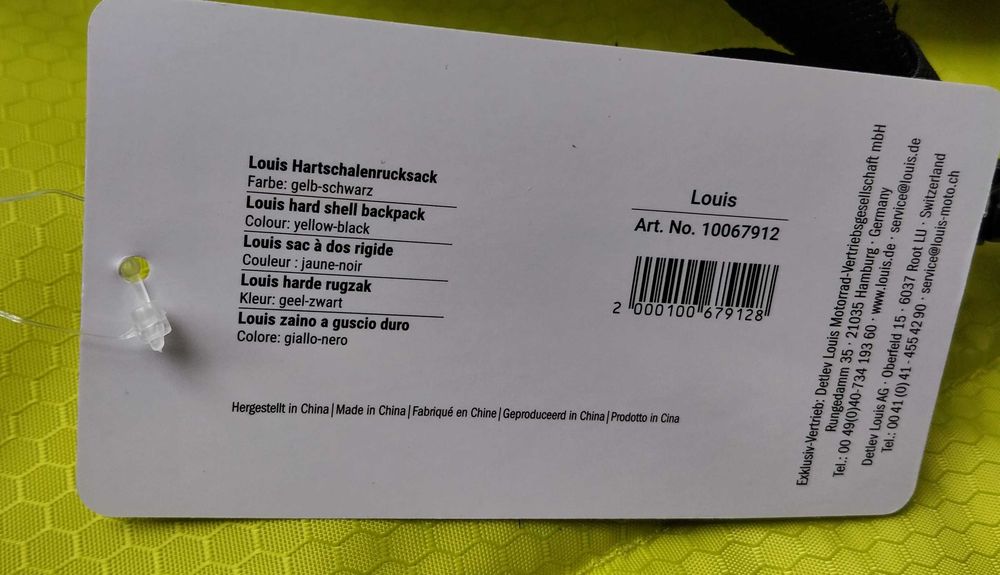 Louis Hartschalenrucksack
Farbe: gelb-schwarz
Louis hard shell backpack
Colour: yellow-black
Louis sac à dos rigide
Couleur : jaune-noir
Louis harde rugzak
Kleur: geel-zwart
Louis zaino a guscio duro
Colore: giallo-nero
Hergestellt in China | Made in China | Fabriqué en Chine | Geproduceerd in China | Prodotto in Cina
Louis
Art. No. 10067912
2 000100 679128
Exklusiv-Vertrieb: Detlev Louis Motorrad-Vertriebsgesellschaft mbH
Rungedamm 35 · 21035 Hamburg · Germany
Tel.: 00 49(0)40-734 193 60 · www.louis.de · service@louis.de
Detlev Louis AG · Oberfeld 15 · 6037 Root LU · Switzerland
Tel.: 00 41 (0) 41 - 455 42 90 · service@louis-moto.ch